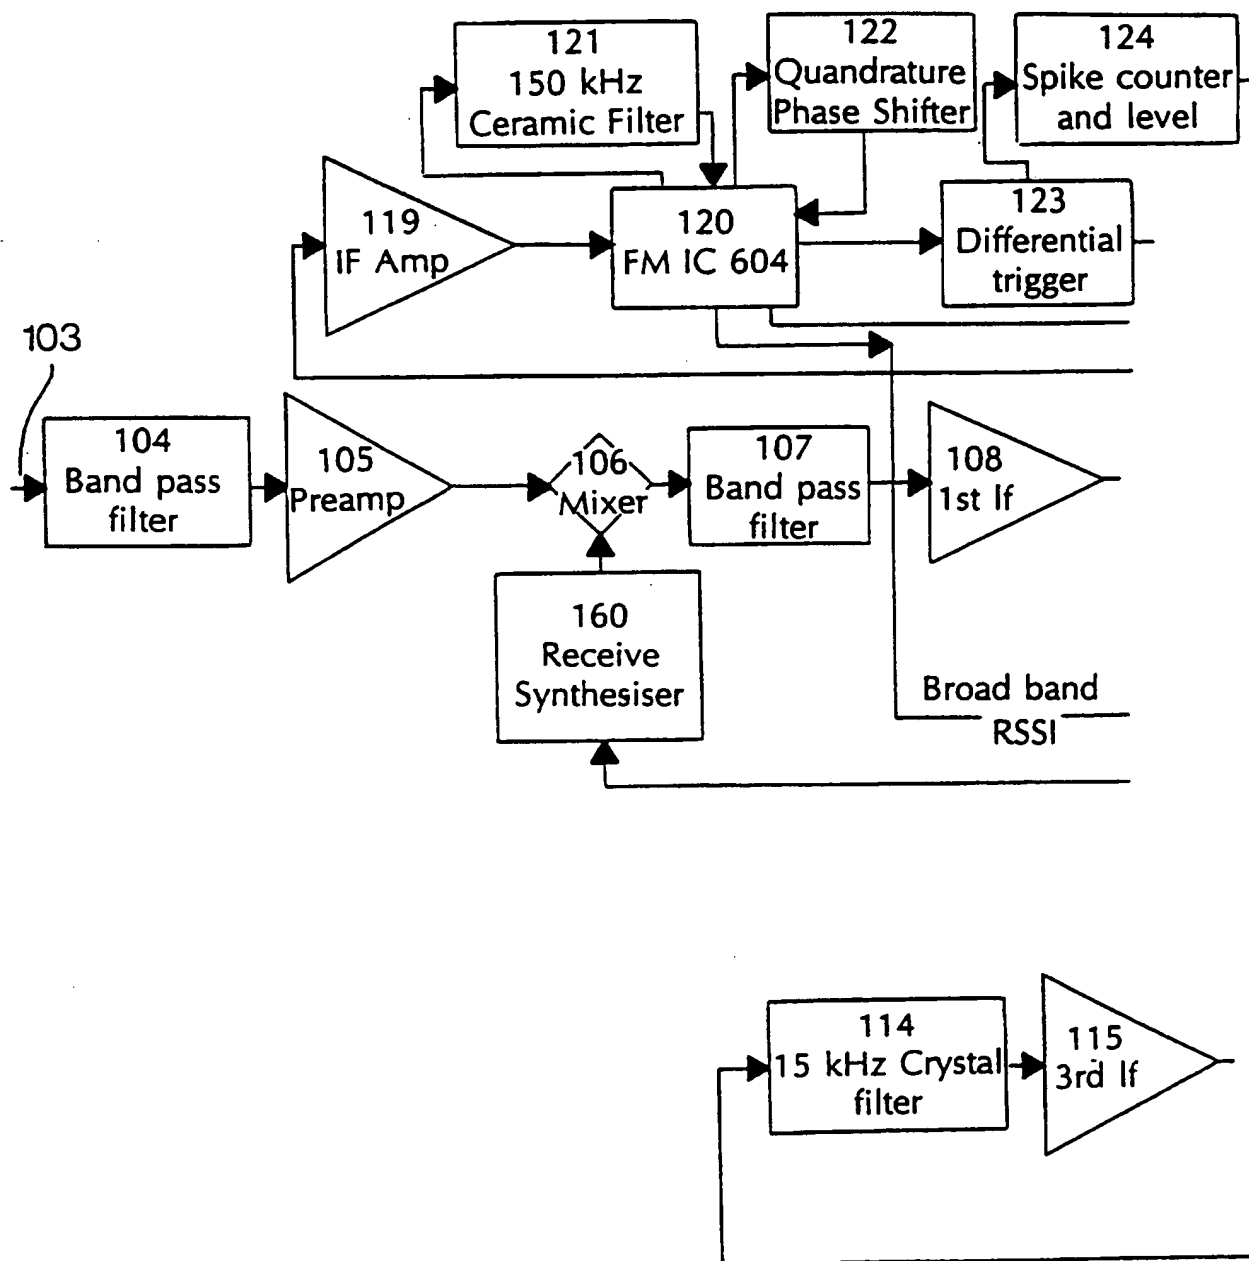 121
150 kHz
Ceramic Filter
122
Quandrature
Phase Shifter
124
Spike counter
and level
119
IF Amp
120
FM IC 604
123
Differential
trigger
103
104
Band pass
filter
105
Preamp
106
Mixer
107
Band pass
filter
108
1st If
160
Receive
Synthesiser
Broad band
RSSI
114
15 kHz Crystal
filter
115
3rd If